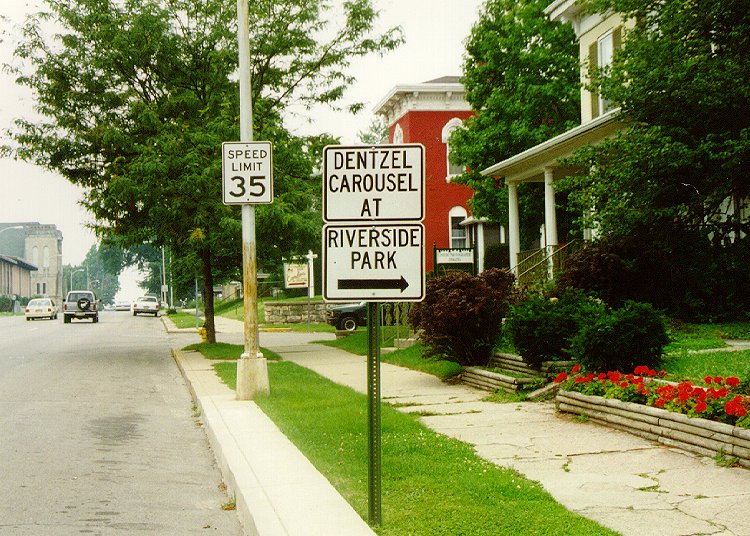 SPEED
LIMIT
35
DENTZEL
CAROUSEL
AT
RIVERSIDE
PARK